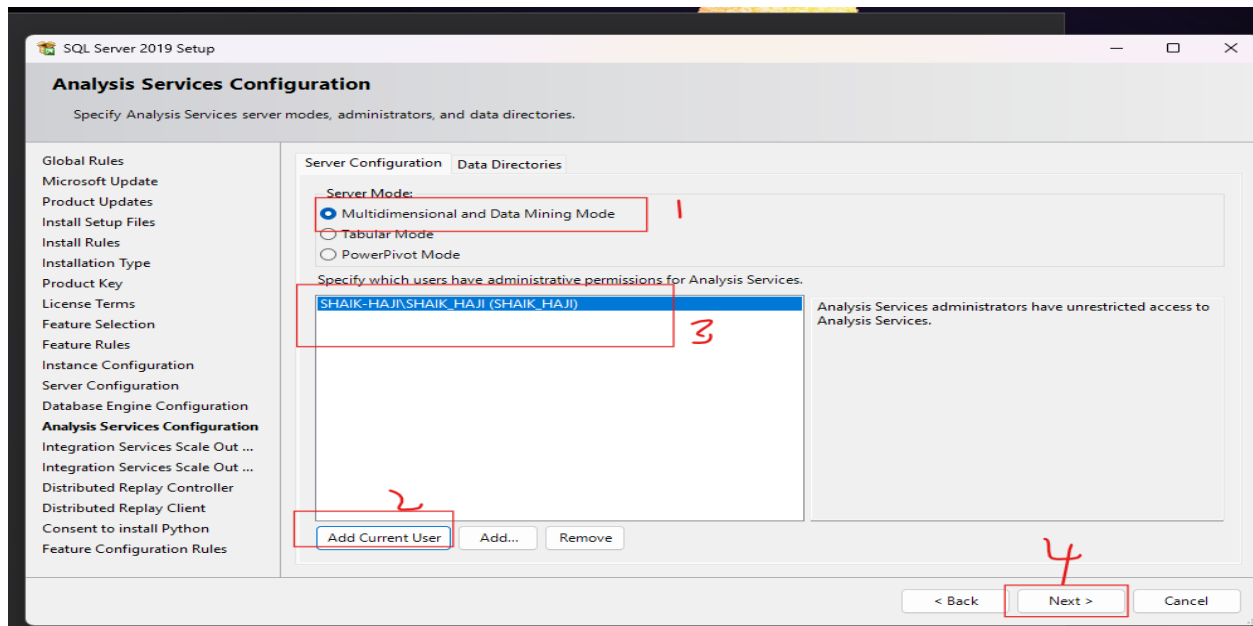 SQL Server 2019 Setup
Analysis Services Configuration
Specify Analysis Services server modes, administrators, and data directories.
Global Rules
Microsoft Update
Product Updates
Install Setup Files
Install Rules
Installation Type
Product Key
License Terms
Feature Selection
Feature Rules
Instance Configuration
Server Configuration
Database Engine Configuration
Analysis Services Configuration
Integration Services Scale Out ...
Integration Services Scale Out ...
Distributed Replay Controller
Distributed Replay Client
Consent to install Python
Feature Configuration Rules
Server Configuration Data Directories
Server Mode:
Multidimensional and Data Mining Mode 1
Tabular Mode
PowerPivot Mode
Specify which users have administrative permissions for Analysis Services.
SHAIK-HAJI\SHAIK_HAJI (SHAIK_HAJI)
3
Analysis Services administrators have unrestricted access to
Analysis Services.
2
Add Current User Add... Remove
4
< Back Next > Cancel